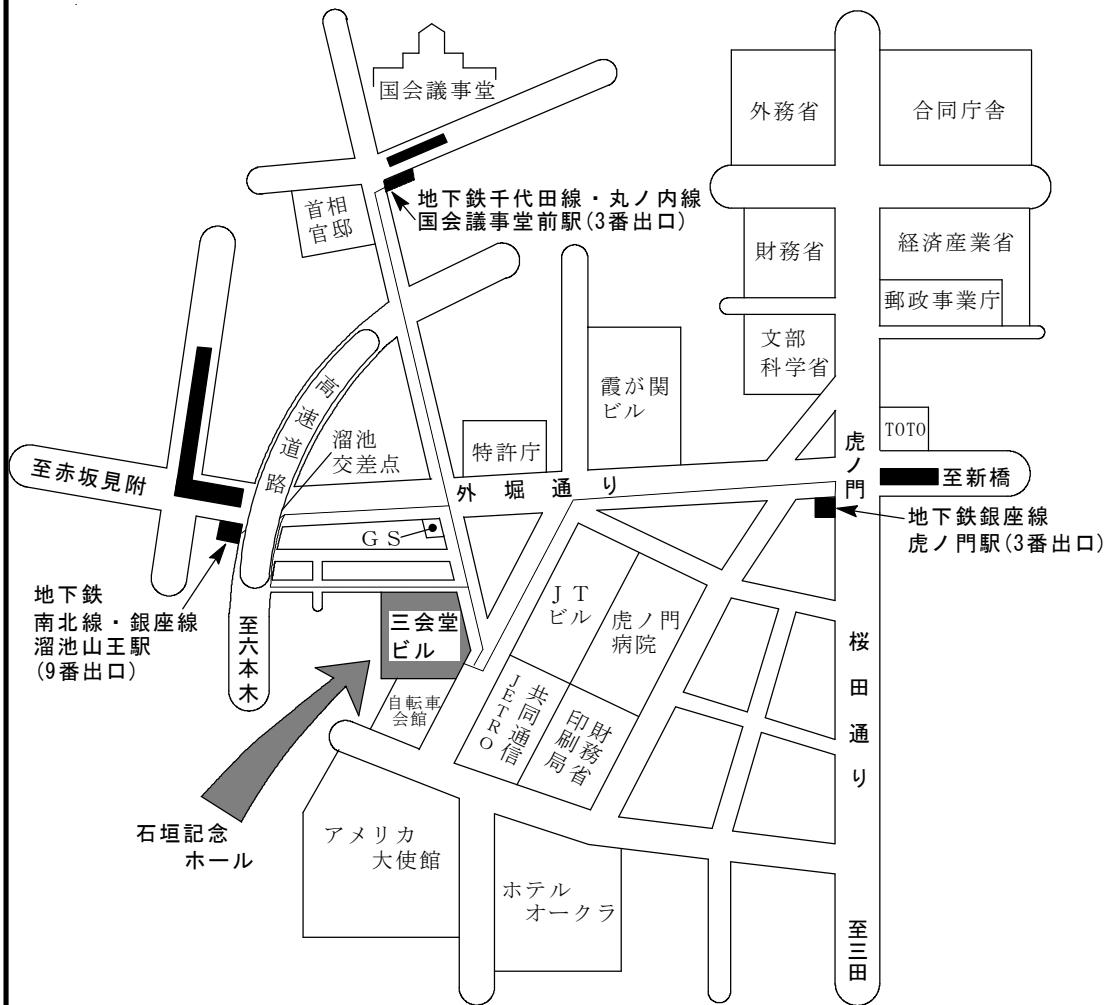 国会議事堂
外務省
合同庁舎
地下鉄千代田線・丸ノ内線
国会議事堂前駅(3番出口)
首相
官邸
財務省
経済産業省
郵政事業庁
文部
科学省
霞が関
ビル
高速道路
溜池
交差点
特許庁
TOTO
虎ノ門
至赤坂見附
外堀通り
至新橋
地下鉄銀座線
虎ノ門駅(3番出口)
GS
地下鉄
南北線・銀座線
溜池山王駅
(9番出口)
至六本木
三会堂
ビル
JT
ビル
虎ノ門
病院
桜田通り
自転車
会館
共同通信
JETRO
財務省
印刷局
石垣記念
ホール
アメリカ
大使館
ホテル
オークラ
至三田